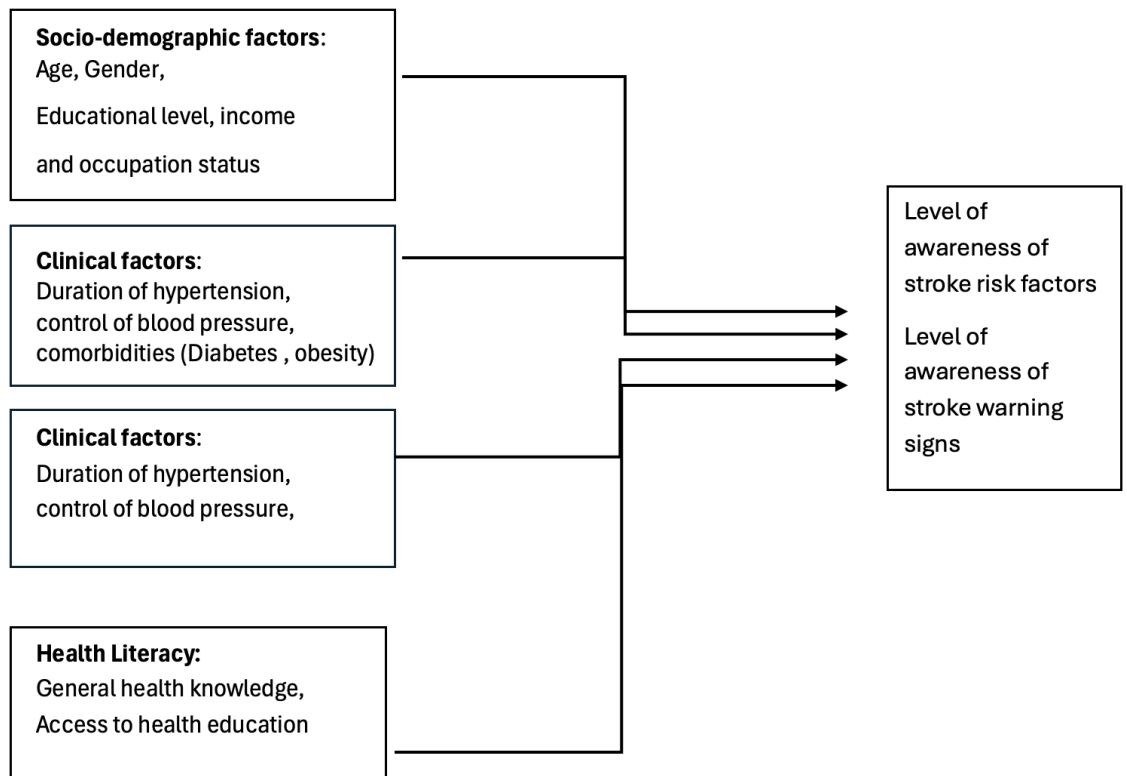 Socio-demographic factors:
Age, Gender,
Educational level, income
and occupation status
Clinical factors:
Duration of hypertension,
control of blood pressure,
comorbidities (Diabetes , obesity)
Clinical factors:
Duration of hypertension,
control of blood pressure,
Health Literacy:
General health knowledge,
Access to health education
Level of
awareness of
stroke risk factors
Level of
awareness of
stroke warning
signs